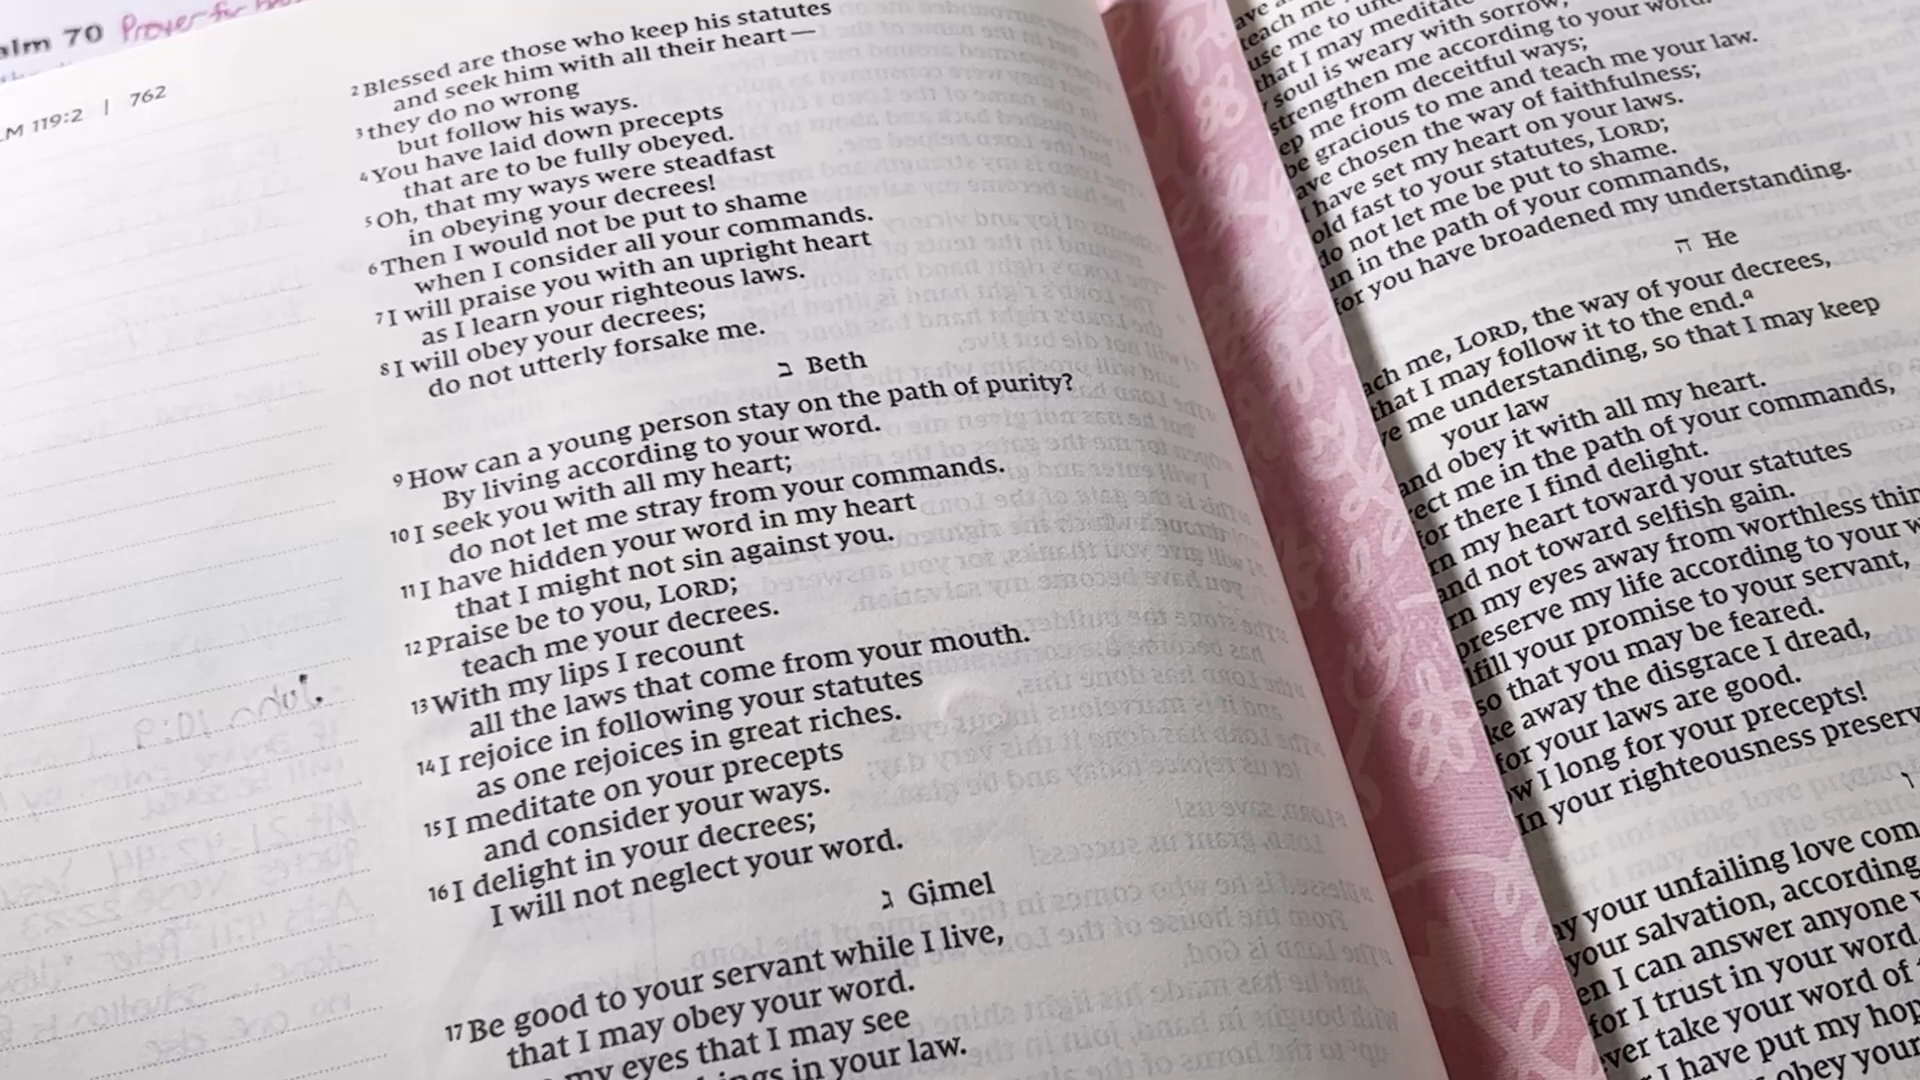 alm 70 Prayer for
LM 119:2 | 762
2 Blessed are those who keep his statutes
and seek him with all their heart—
3 they do no wrong
but follow his ways.
4 You have laid down precepts
that are to be fully obeyed.
5 Oh, that my ways were steadfast
in obeying your decrees!
6 Then I would not be put to shame
when I consider all your commands.
7 I will praise you with an upright heart
as I learn your righteous laws.
8 I will obey your decrees;
do not utterly forsake me.
ב Beth
9 How can a young person stay on the path of purity?
By living according to your word.
10 I seek you with all my heart;
do not let me stray from your commands.
11 I have hidden your word in my heart
that I might not sin against you.
12 Praise be to you, LORD;
teach me your decrees.
13 With my lips I recount
all the laws that come from your mouth.
14 I rejoice in following your statutes
as one rejoices in great riches.
15 I meditate on your precepts
and consider your ways.
16 I delight in your decrees;
I will not neglect your word.
ג Gimel
17 Be good to your servant while I live,
that I may obey your word.
my eyes that I may see
ngs in your law.
teach me
use me to un
that I may meditat
soul is weary with sorrow,
strengthen me according to your word.
ep me from deceitful ways;
be gracious to me and teach me your law.
ave chosen the way of faithfulness;
I have set my heart on your laws.
old fast to your statutes, LORD;
do not let me be put to shame.
un in the path of your commands,
for you have broadened my understanding.
ה He
ach me, LORD, the way of your decrees,
that I may follow it to the end.a
ve me understanding, so that I may keep
your law
and obey it with all my heart.
rect me in the path of your commands,
for there I find delight.
rn my heart toward your statutes
and not toward selfish gain.
rn my eyes away from worthless thin
preserve my life according to your w
lfill your promise to your servant,
so that you may be feared.
ke away the disgrace I dread,
for your laws are good.
w I long for your precepts!
In your righteousness preserv
ay your unfailing love com
your salvation, according
en I can answer anyone
for I trust in your word.
ver take your word of
I have put my hop
obey your